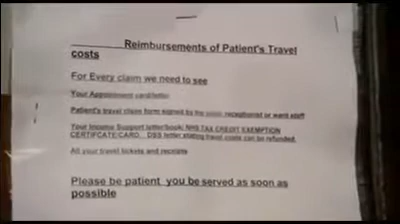 Reimbursements of Patient's Travel
costs
For Every claim we need to see
Your Appointment card/letter
Patient's travel claim form signed by the receptionist or ward staff
Your Income Support letter/book/ NHS TAX CREDIT EXEMPTION
CERTIFCATE/CARD DSS letter stating travel costs can be refunded
All your travel tickets and receipts
Please be patient you be served as soon as
possible